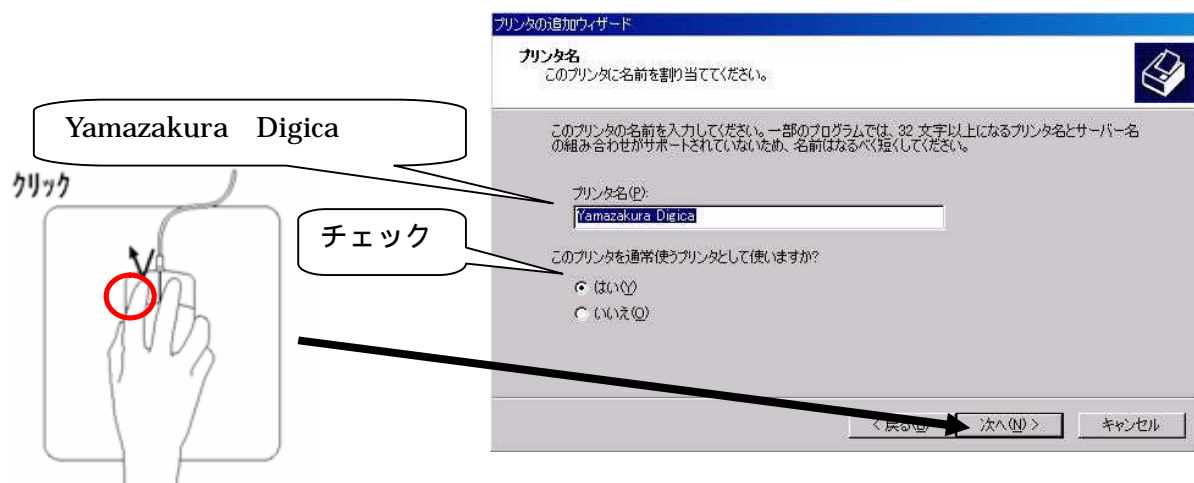 プリンタの追加ウィザード
プリンタ名
このプリンタに名前を割り当ててください。
Yamazakura　Digica
このプリンタの名前を入力してください。一部のプログラムでは、32 文字以上になるプリンタ名とサーバー名
の組み合わせがサポートされていないため、名前はなるべく短くしてください。
クリック
プリンタ名(P):
Yamazakura Digica
チェック
このプリンタを通常使うプリンタとして使いますか?
はい(Y)
いいえ(O)
< 戻る(B) 次へ(N) > キャンセル